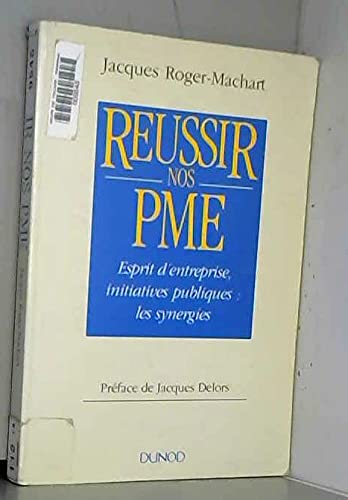 Jacques Roger-Machart
REUSSIR
NOS
PME
Esprit d'entreprise,
initiatives publiques :
les synergies
Préface de Jacques Delors
DUNOD